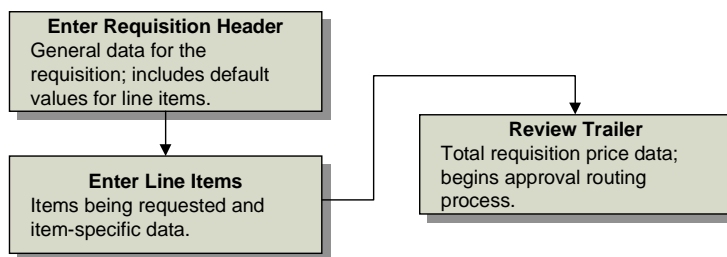 Enter Requisition Header
General data for the
requisition; includes default
values for line items.
Enter Line Items
Items being requested and
item-specific data.
Review Trailer
Total requisition price data;
begins approval routing
process.